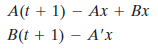 A(t + 1) – Ax + Bx
B(t + 1) – A'x